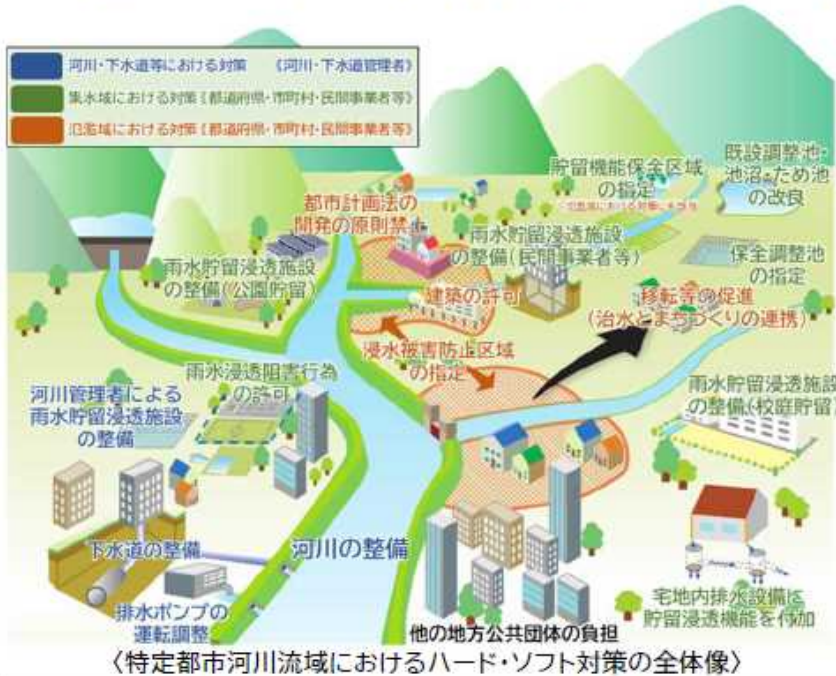 河川・下水道等における対策　《河川・下水道管理者》
集水域における対策《都道府県・市町村・民間事業者等》
氾濫域における対策《都道府県・市町村・民間事業者等》
貯留機能保全区域
の指定
既設調整池・
池沼・ため池
の改良
都市計画法の
開発の原則禁止
雨水貯留浸透施設
の整備(民間事業者等)
保全調整池
の指定
雨水貯留浸透施設
の整備(公園貯留)
建築の許可
移転等の促進
(治水とまちづくりの連携)
浸水被害防止区域
の指定
雨水浸透阻害行為
の許可
河川管理者による
雨水貯留浸透施設
の整備
雨水貯留浸透施設
の整備(校庭貯留)
下水道の整備
河川の整備
排水ポンプの
運転調整
宅地内排水設備に
貯留浸透機能を付加
他の地方公共団体の負担
〈特定都市河川流域におけるハード・ソフト対策の全体像〉